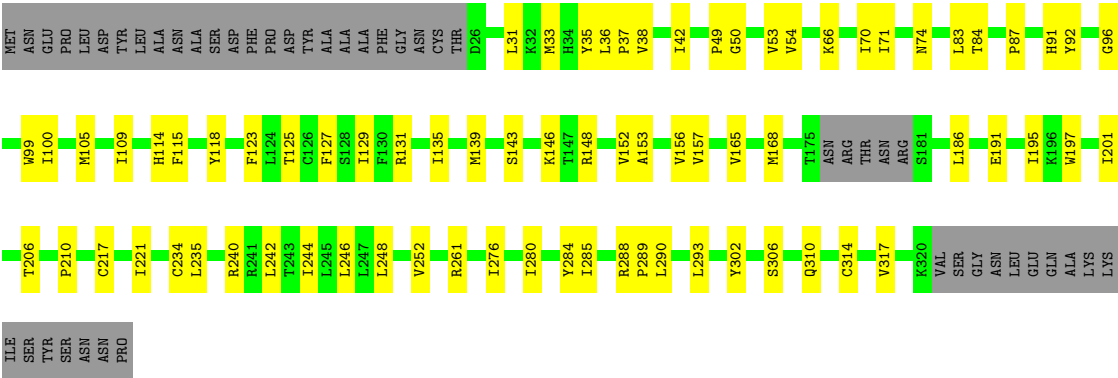 MET ASN GLU PRO LEU ASP TYR LEU ALA ASN ALA SER ASP PHE PRO ASP TYR ALA ALA ALA PHE GLY ASN CYS THR D26 L31 K32 M33 H34 Y35 L36 P37 V38 I42 P49 G50 V53 V54 K66 I70 I71 N74 L83 T84 P87 H91 Y92 G96
W99 I100 M105 I109 H114 F115 Y118 F123 L124 T125 C126 F127 S128 I129 F130 R131 I135 M139 S143 K146 T147 R148 V152 A153 V156 V157 V165 M168 T175 ASN ARG THR ASN ARG S181 L186 E191 I195 K196 W197 I201
T206 P210 C217 I221 C234 L235 R240 R241 L242 T243 I244 L245 L246 L247 L248 V252 R261 I276 I280 Y284 I285 R288 P289 L290 L293 Y302 S306 Q310 C314 V317 K320 VAL SER GLY ASN LEU GLU GLN ALA LYS LYS
ILE SER TYR SER ASN ASN PRO